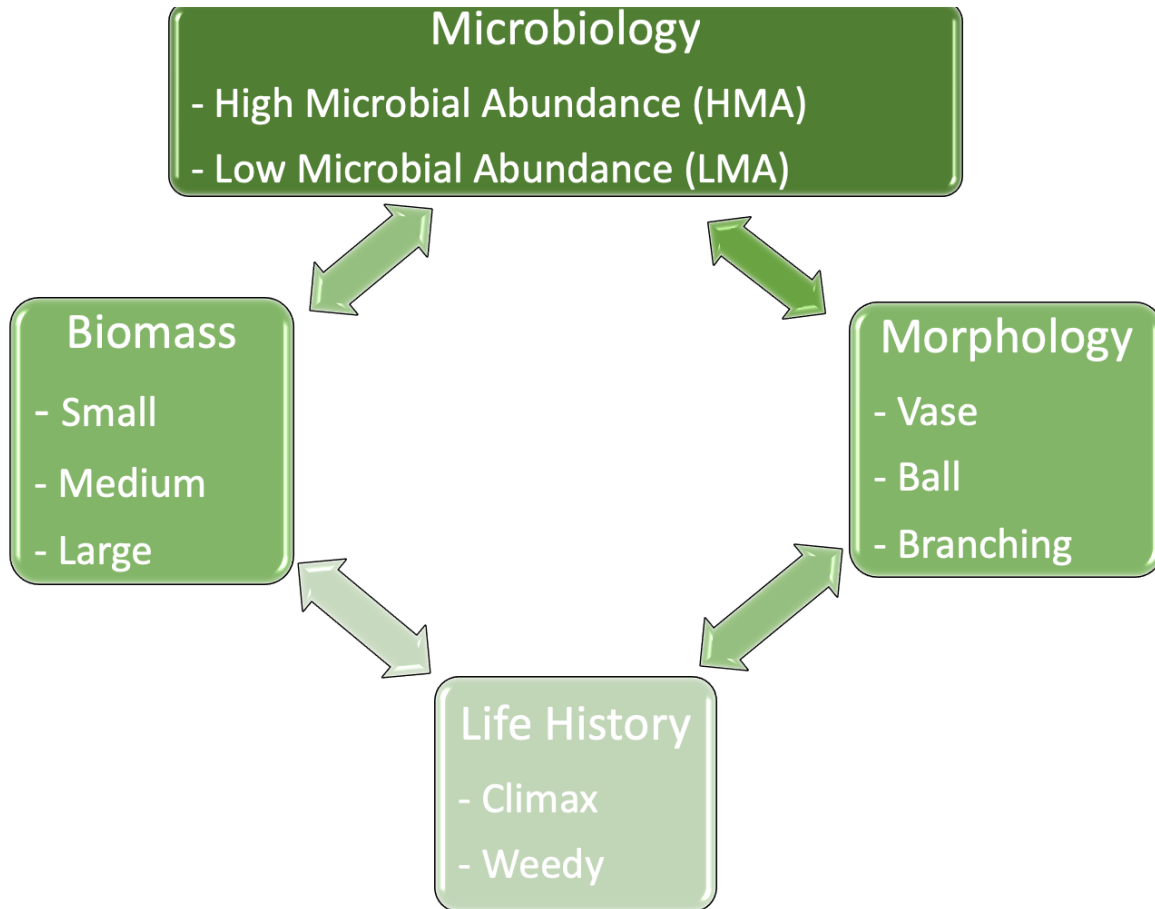 Microbiology
- High Microbial Abundance (HMA)
- Low Microbial Abundance (LMA)
Biomass
- Small
- Medium
- Large
Morphology
- Vase
- Ball
- Branching
Life History
- Climax
- Weedy